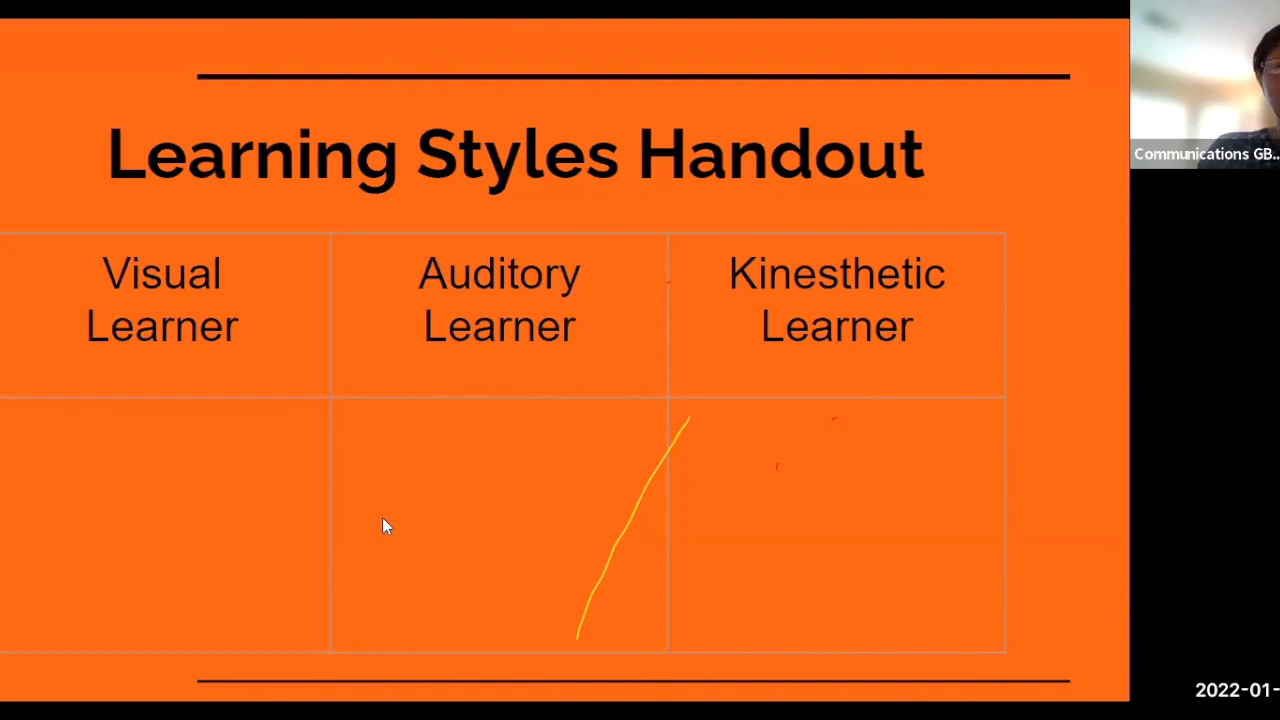 Learning Styles Handout
Visual
Learner
Auditory
Learner
Kinesthetic
Learner
Communications GB...
2022-01-